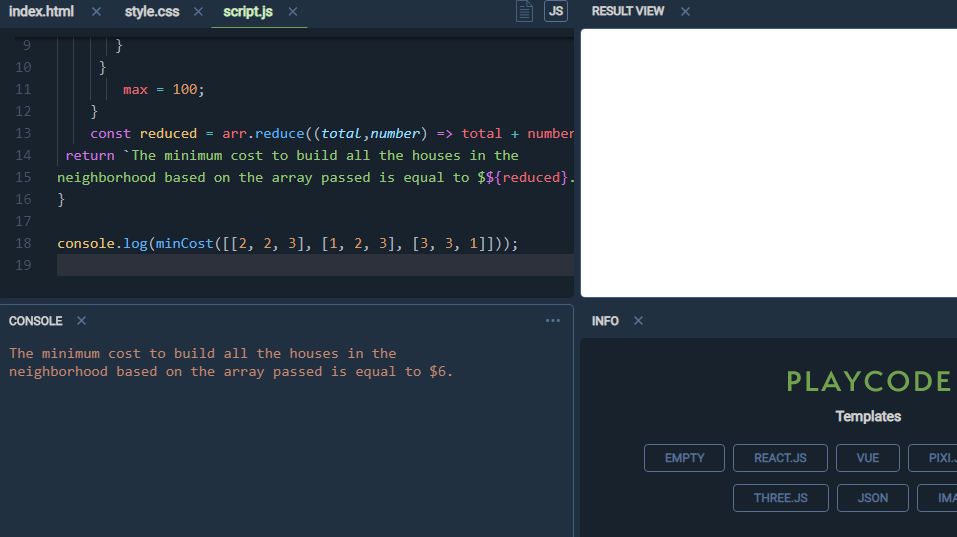 index.html × style.css × script.js ×
JS
RESULT VIEW ×
9 }
10 }
11 max = 100;
12 }
13 const reduced = arr.reduce((total,number) => total + number
14 return `The minimum cost to build all the houses in the
15 neighborhood based on the array passed is equal to $${reduced}.
16 }
17
18 console.log(minCost([[2, 2, 3], [1, 2, 3], [3, 3, 1]]));
19
CONSOLE × ...
The minimum cost to build all the houses in the
neighborhood based on the array passed is equal to $6.
INFO ×
PLAYCODE
Templates
EMPTY REACT.JS VUE PIXI.J
THREE.JS JSON IMA